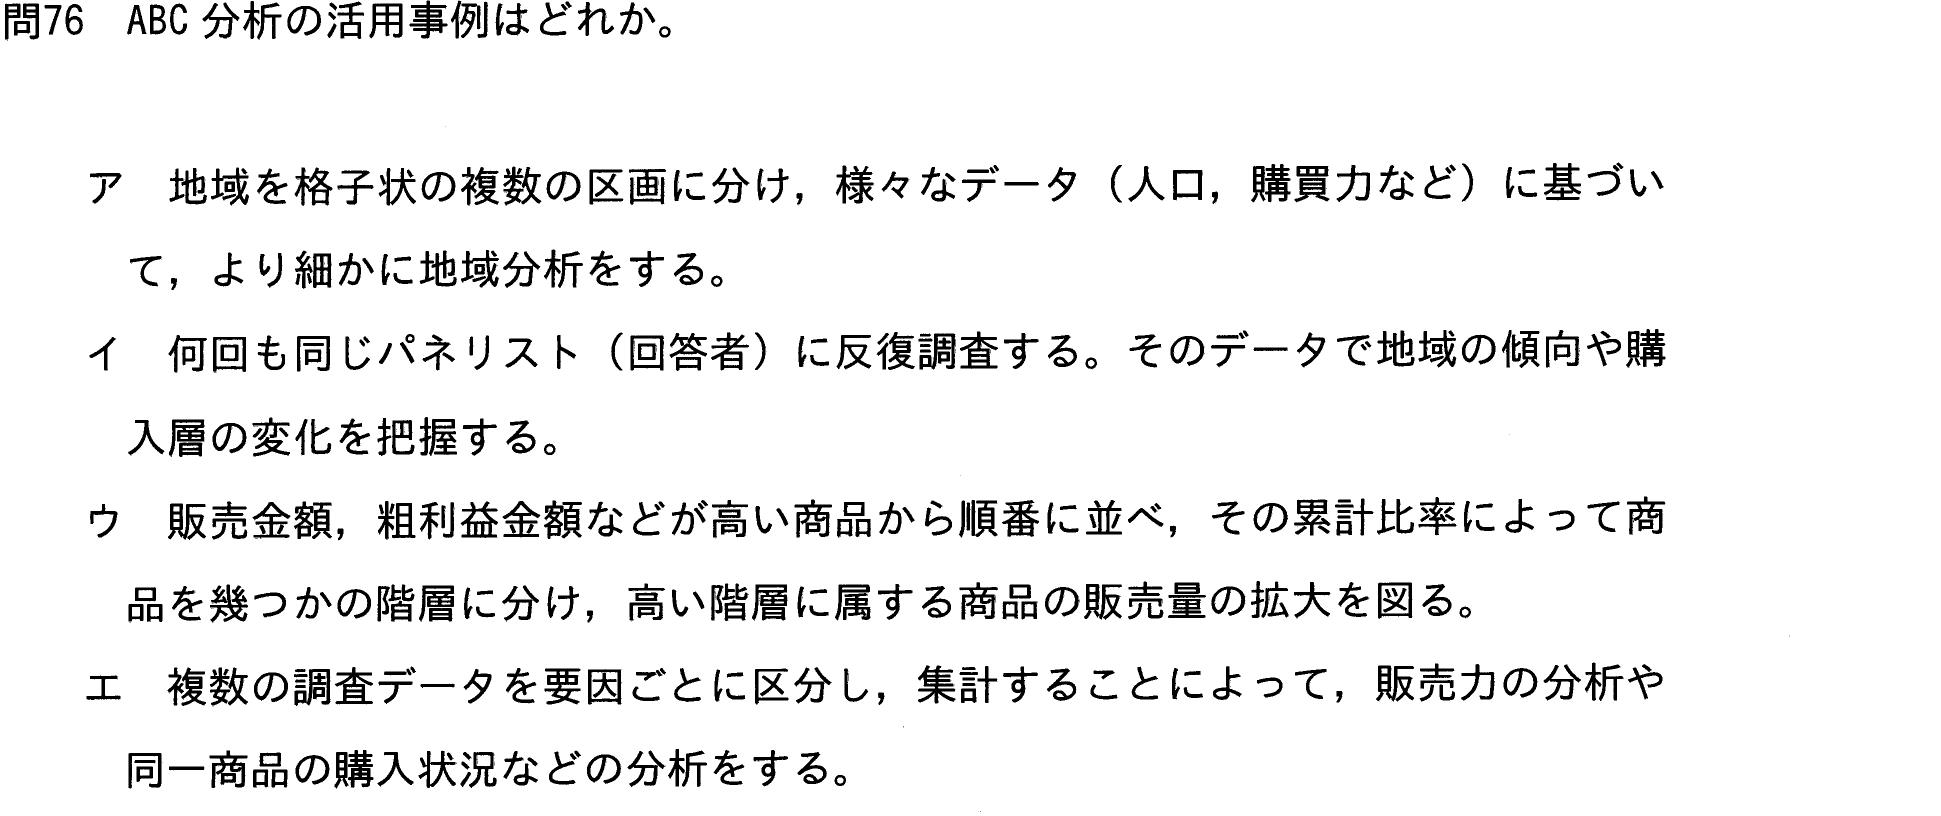 問76　ABC 分析の活用事例はどれか。
ア　地域を格子状の複数の区画に分け，様々なデータ（人口，購買力など）に基づい
て，より細かに地域分析をする。
イ　何回も同じパネリスト（回答者）に反復調査する。そのデータで地域の傾向や購
入層の変化を把握する。
ウ　販売金額，粗利益金額などが高い商品から順番に並べ，その累計比率によって商
品を幾つかの階層に分け，高い階層に属する商品の販売量の拡大を図る。
エ　複数の調査データを要因ごとに区分し，集計することによって，販売力の分析や
同一商品の購入状況などの分析をする。